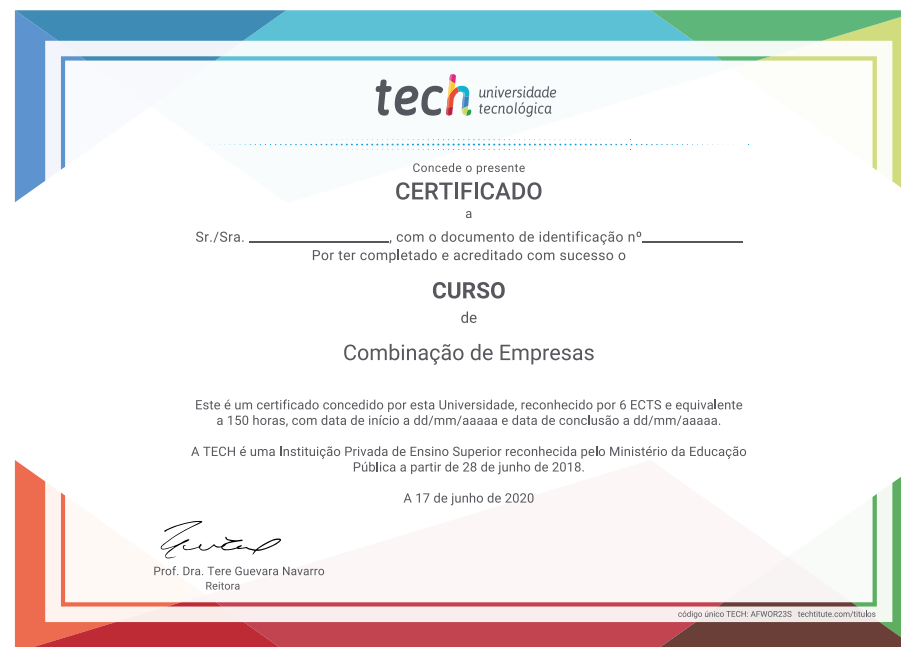 tech universidade
tecnológica
Concede o presente
CERTIFICADO
a
Sr./Sra. __________________, com o documento de identificação nº_____________
Por ter completado e acreditado com sucesso o
CURSO
de
Combinação de Empresas
Este é um certificado concedido por esta Universidade, reconhecido por 6 ECTS e equivalente
a 150 horas, com data de início a dd/mm/aaaaa e data de conclusão a dd/mm/aaaaa.
A TECH é uma Instituição Privada de Ensino Superior reconhecida pelo Ministério da Educação
Pública a partir de 28 de junho de 2018.
A 17 de junho de 2020
Prof. Dra. Tere Guevara Navarro
Reitora
código único TECH: AFWOR23S techtitute.com/titulos